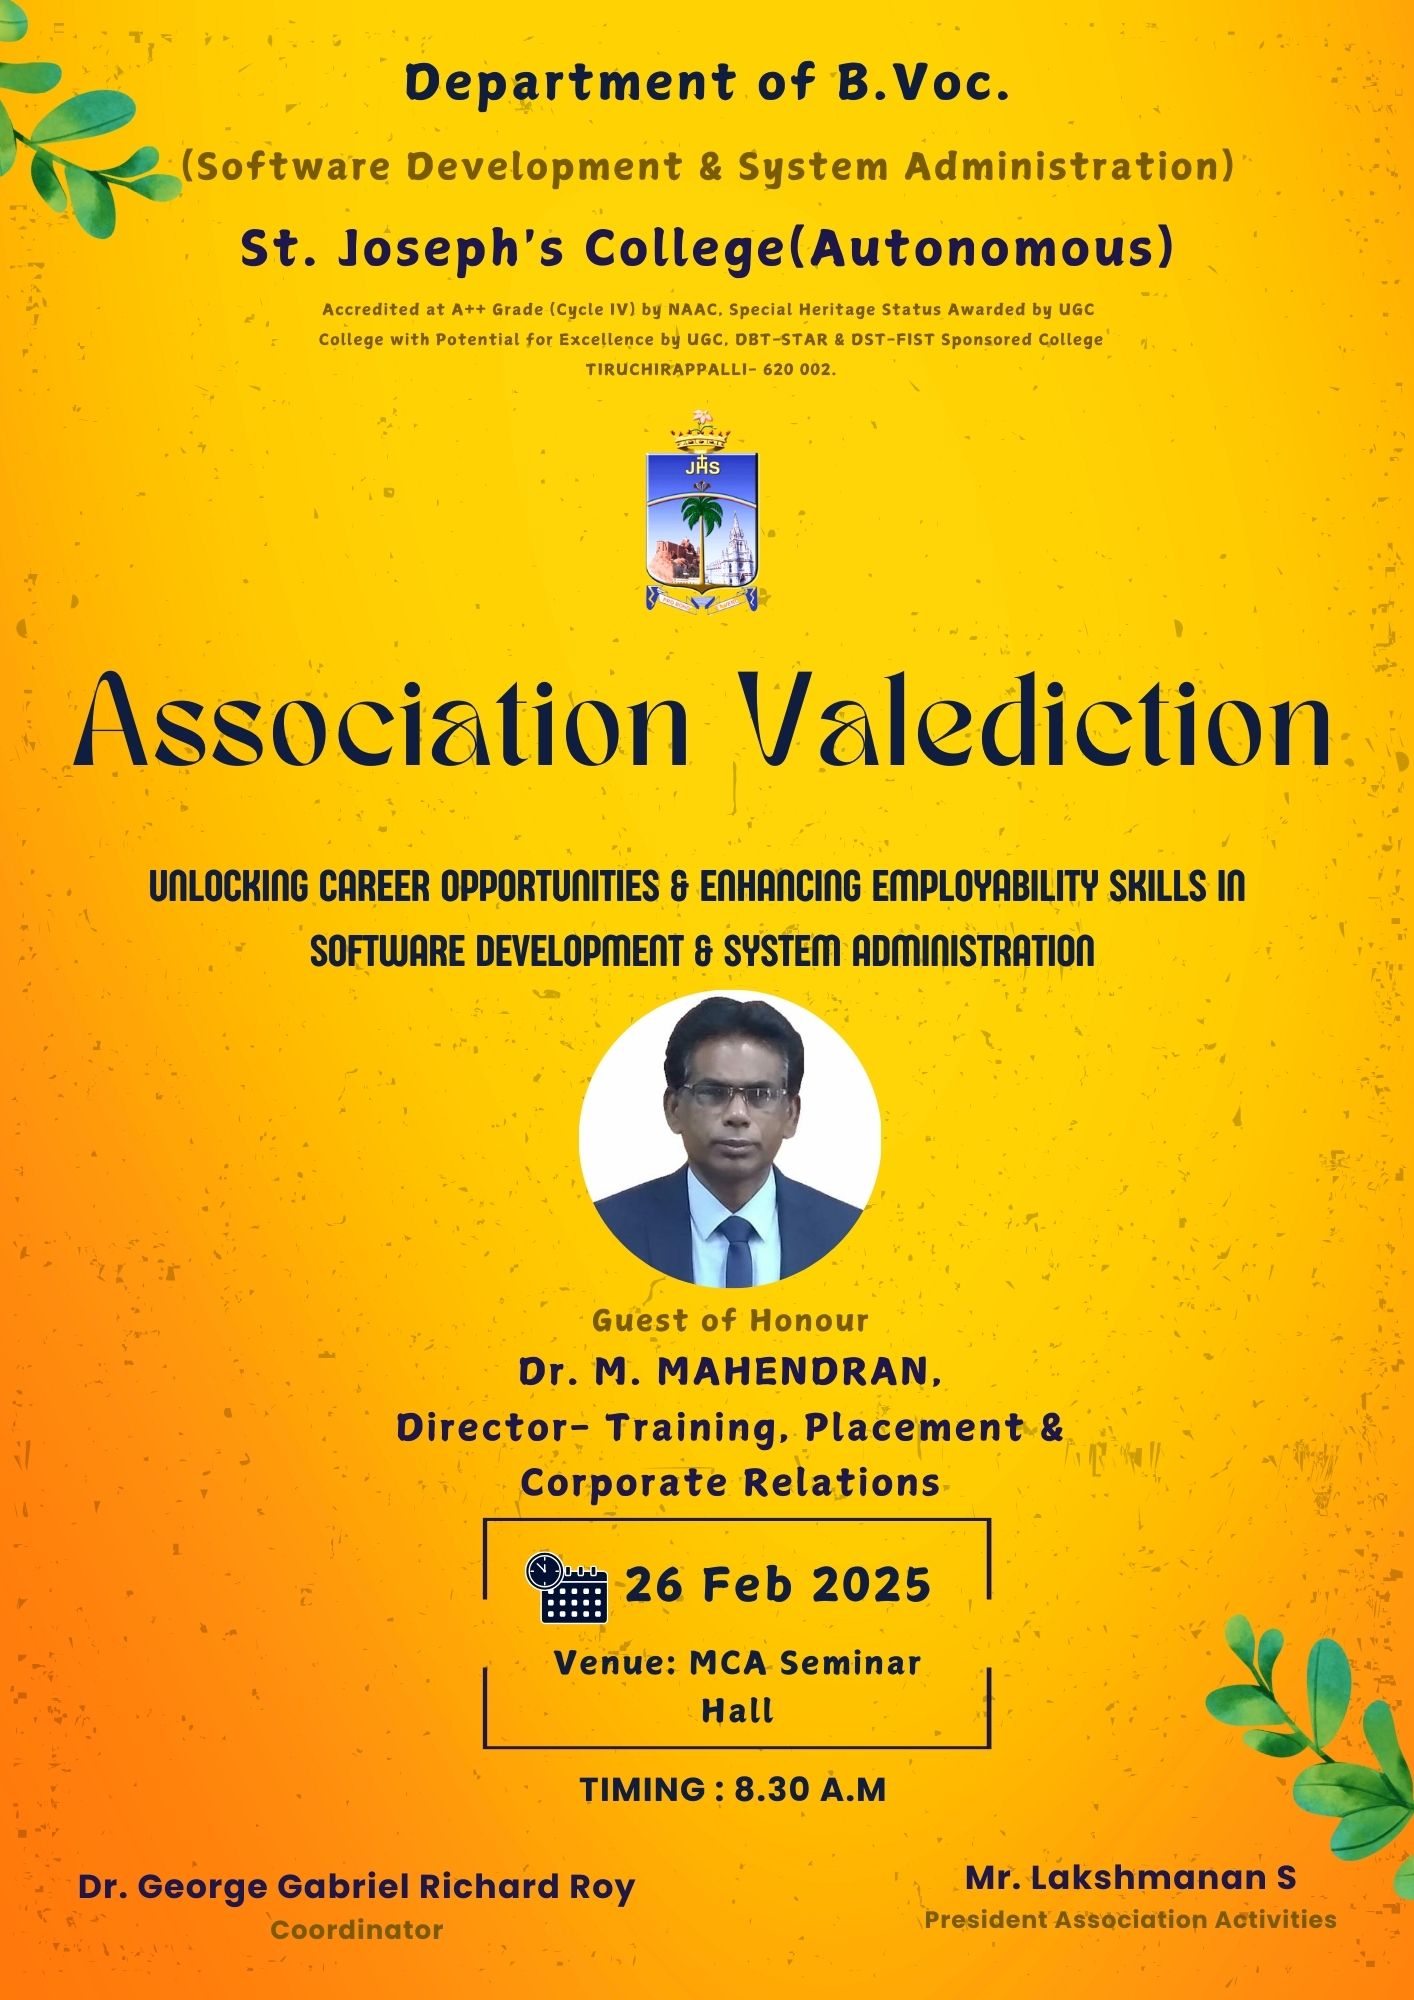 Department of B.Voc.
(Software Development & System Administration)
St. Joseph's College(Autonomous)
Accredited at A++ Grade (Cycle IV) by NAAC, Special Heritage Status Awarded by UGC
College with Potential for Excellence by UGC, DBT-STAR & DST-FIST Sponsored College
TIRUCHIRAPPALLI- 620 002.
JHS
Association Valediction
UNLOCKING CAREER OPPORTUNITIES & ENHANCING EMPLOYABILITY SKILLS IN
SOFTWARE DEVELOPMENT & SYSTEM ADMINISTRATION
Guest of Honour
Dr. M. MAHENDRAN,
Director- Training, Placement &
Corporate Relations
26 Feb 2025
Venue: MCA Seminar
Hall
TIMING : 8.30 A.M
Dr. George Gabriel Richard Roy
Coordinator
Mr. Lakshmanan S
President Association Activities